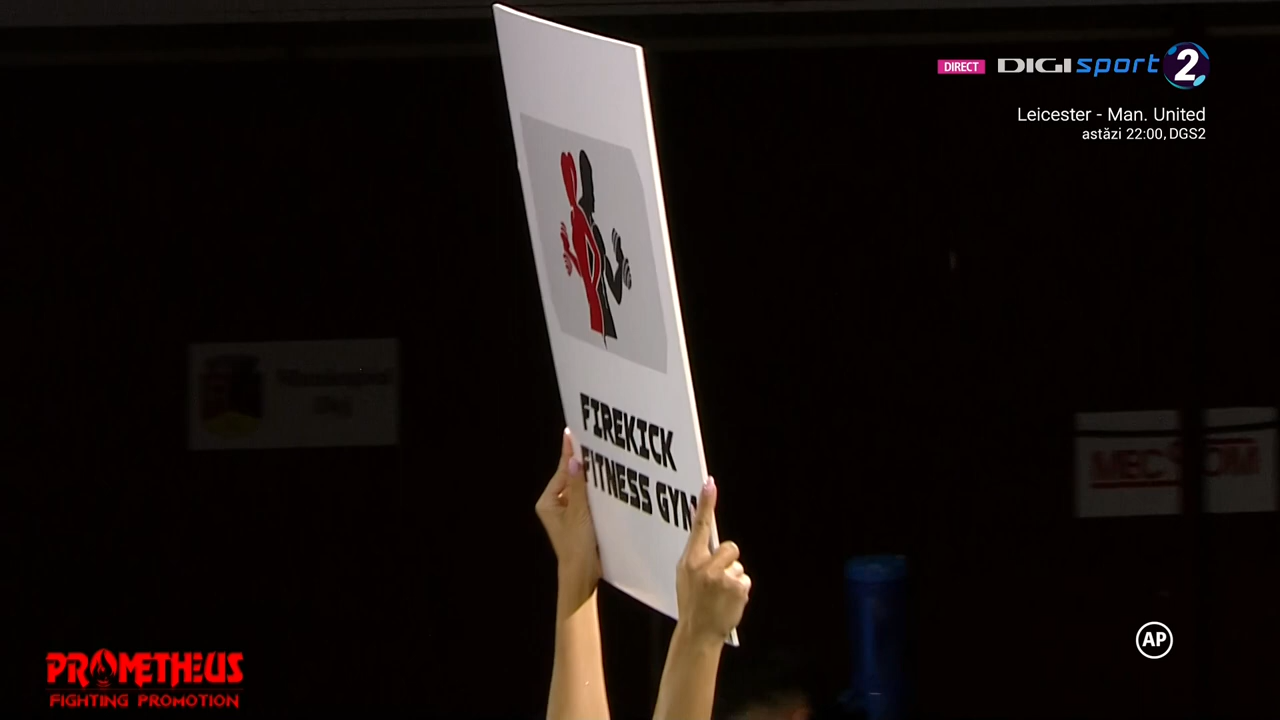 DIRECT DIGI sport 2
Leicester - Man. United
astăzi 22:00, DGS2
FIREKICK
FITNESS GYM
AP
PROMETHEUS
FIGHTING PROMOTION